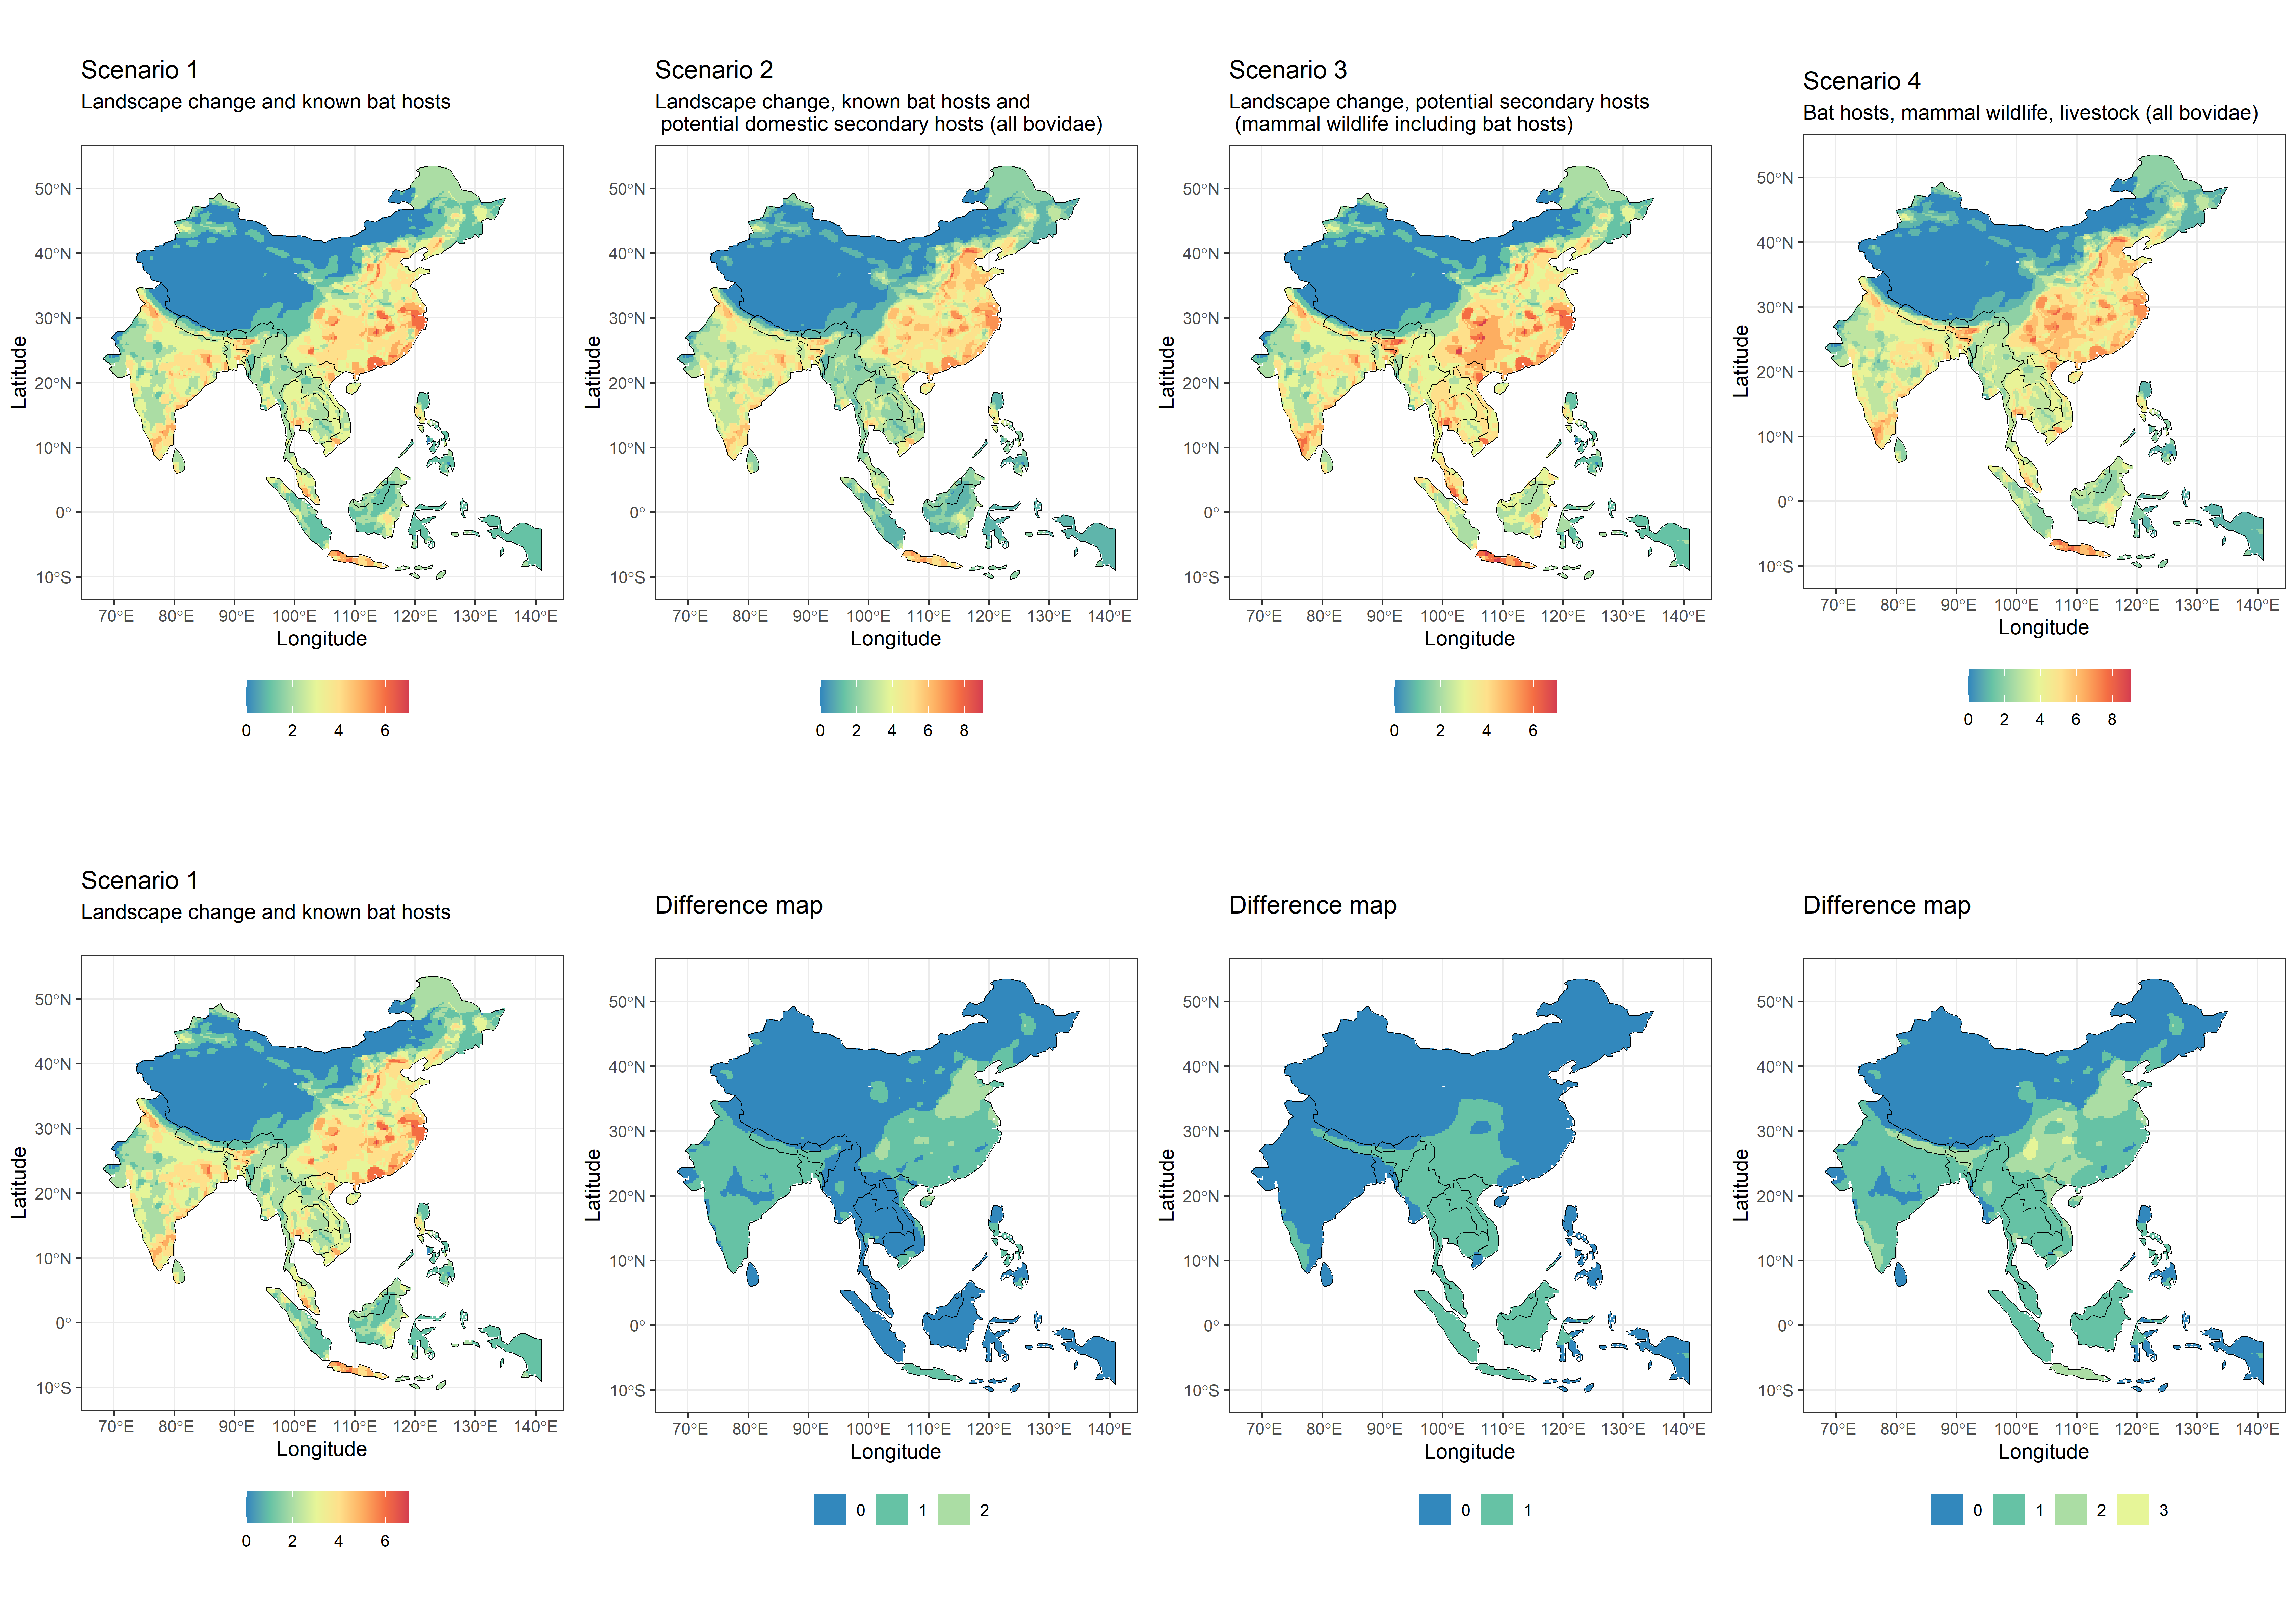 Scenario 1
Landscape change and known bat hosts
Latitude
50°N
40°N
30°N
20°N
10°N
0°
10°S
70°E 80°E 90°E 100°E 110°E 120°E 130°E 140°E
Longitude
0 2 4 6
Scenario 2
Landscape change, known bat hosts and
potential domestic secondary hosts (all bovidae)
Latitude
50°N
40°N
30°N
20°N
10°N
0°
10°S
70°E 80°E 90°E 100°E 110°E 120°E 130°E 140°E
Longitude
0 2 4 6 8
Scenario 3
Landscape change, potential secondary hosts
(mammal wildlife including bat hosts)
Latitude
50°N
40°N
30°N
20°N
10°N
0°
10°S
70°E 80°E 90°E 100°E 110°E 120°E 130°E 140°E
Longitude
0 2 4 6
Scenario 4
Bat hosts, mammal wildlife, livestock (all bovidae)
Latitude
50°N
40°N
30°N
20°N
10°N
0°
10°S
70°E 80°E 90°E 100°E 110°E 120°E 130°E 140°E
Longitude
0 2 4 6 8
Scenario 1
Landscape change and known bat hosts
Latitude
50°N
40°N
30°N
20°N
10°N
0°
10°S
70°E 80°E 90°E 100°E 110°E 120°E 130°E 140°E
Longitude
0 2 4 6
Difference map
Latitude
50°N
40°N
30°N
20°N
10°N
0°
10°S
70°E 80°E 90°E 100°E 110°E 120°E 130°E 140°E
Longitude
0 1 2
Difference map
Latitude
50°N
40°N
30°N
20°N
10°N
0°
10°S
70°E 80°E 90°E 100°E 110°E 120°E 130°E 140°E
Longitude
0 1
Difference map
Latitude
50°N
40°N
30°N
20°N
10°N
0°
10°S
70°E 80°E 90°E 100°E 110°E 120°E 130°E 140°E
Longitude
0 1 2 3